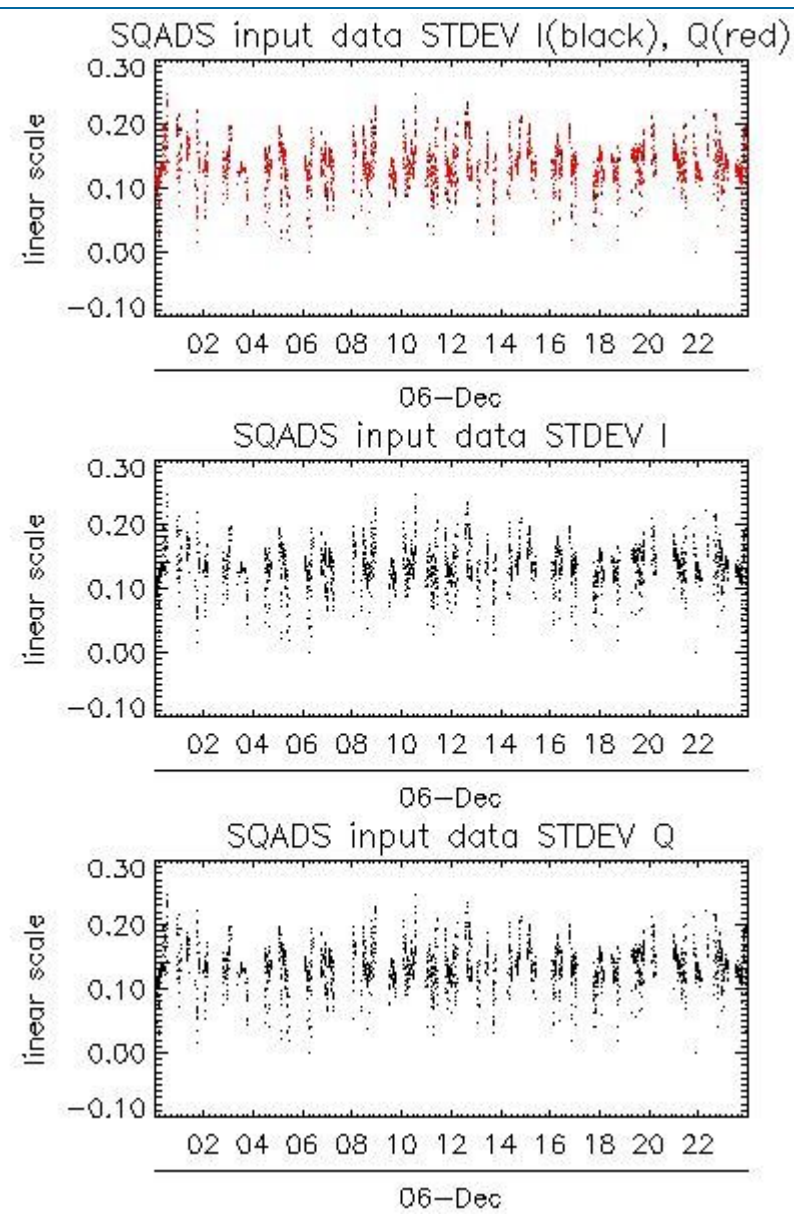 SQADS input data STDEV I(black), Q(red)
0.30
0.20
0.10
0.00
−0.10
linear scale
02 04 06 08 10 12 14 16 18 20 22
06−Dec
SQADS input data STDEV I
0.30
0.20
0.10
0.00
−0.10
linear scale
02 04 06 08 10 12 14 16 18 20 22
06−Dec
SQADS input data STDEV Q
0.30
0.20
0.10
0.00
−0.10
linear scale
02 04 06 08 10 12 14 16 18 20 22
06−Dec